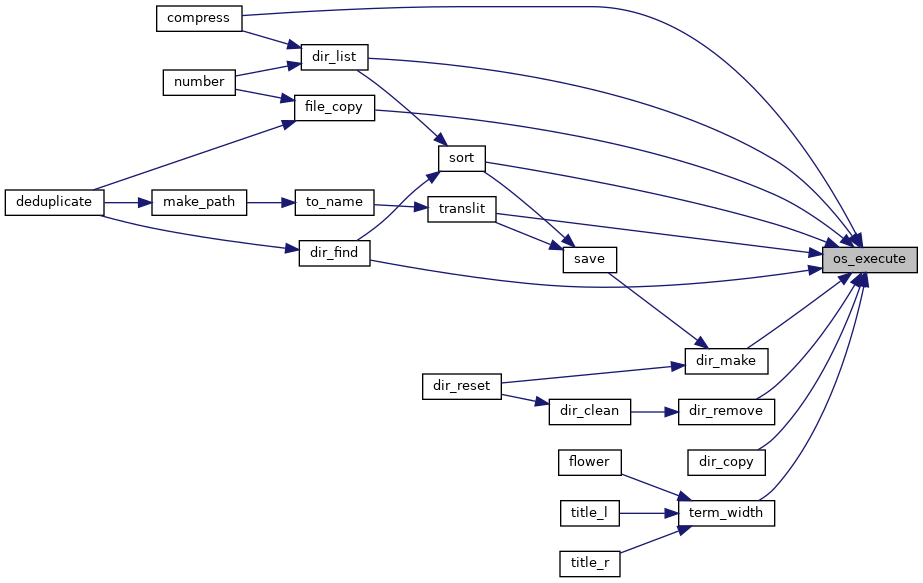 compress
dir_list
number
file_copy
sort
deduplicate
make_path
to_name
translit
dir_find
save
os_execute
dir_make
dir_reset
dir_clean
dir_remove
flower
dir_copy
title_l
term_width
title_r